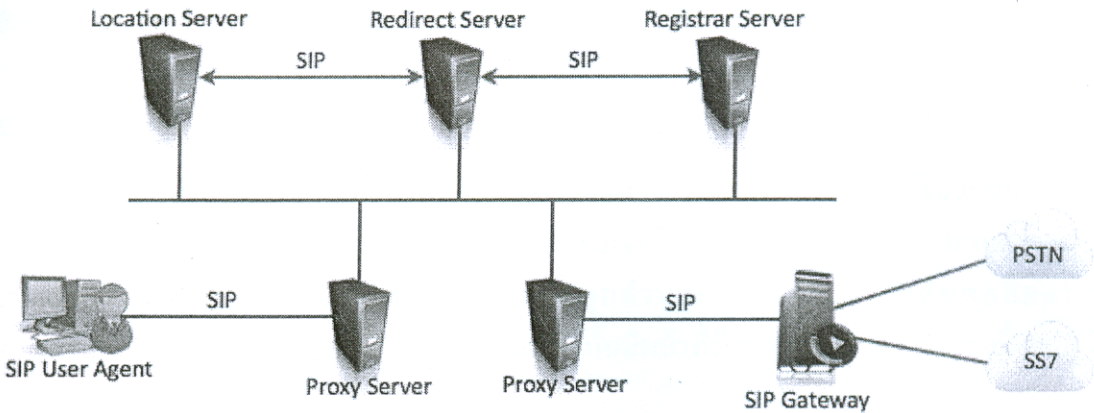 Location Server
Redirect Server
Registrar Server
SIP
SIP
PSTN
SIP
SIP
SS7
SIP User Agent
Proxy Server
Proxy Server
SIP Gateway